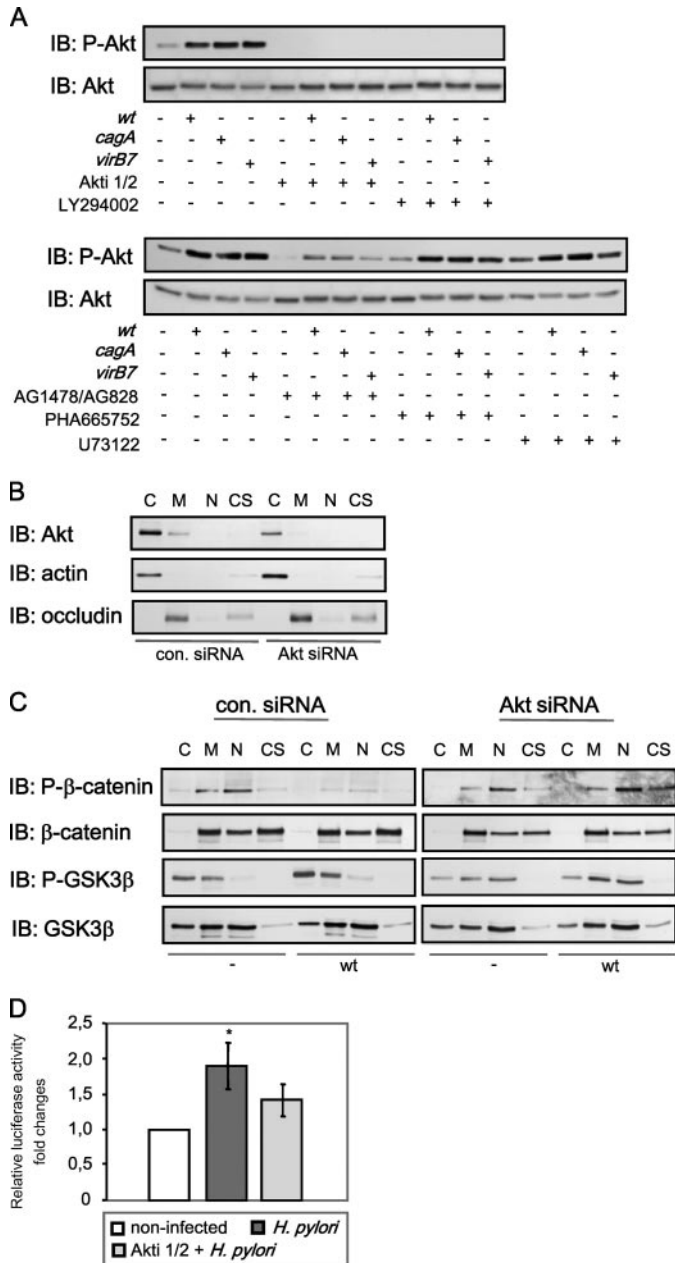 A
IB: P-Akt
IB: Akt
wt - + - - - + - - - + - -
cagA - - + - - - + - - - + -
virB7 - - - + - - - + - - - +
Akti 1/2 - - - - + + + + - - - -
LY294002 - - - - - - - - + + + +
IB: P-Akt
IB: Akt
wt - + - - - + - - - + - - - + - -
cagA - - + - - - + - - - + - - - + -
virB7 - - - + - - - + - - - + - - - +
AG1478/AG828 - - - - + + + + - - - - - - - -
PHA665752 - - - - - - - - + + + + - - - -
U73122 - - - - - - - - - - - - + + + +
B
C M N CS C M N CS
IB: Akt
IB: actin
IB: occludin
con. siRNA Akt siRNA
C
con. siRNA Akt siRNA
C M N CS C M N CS C M N CS C M N CS
IB: P-β-catenin
IB: β-catenin
IB: P-GSK3β
IB: GSK3β
- wt - wt
D
Relative luciferase activity
fold changes
2,5
2,0
1,5
1,0
0,5
0
*
non-infected H. pylori
Akti 1/2 + H. pylori